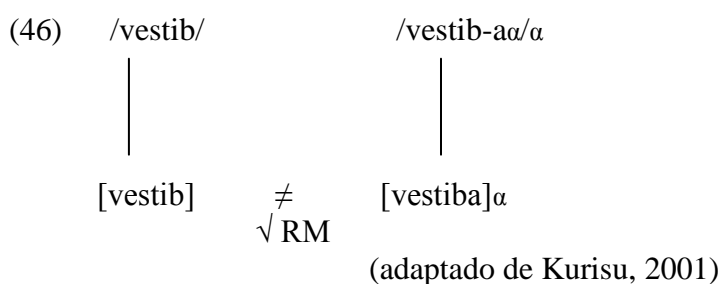 (46) /vestib/ /vestib-aα/α
[vestib] ≠ [vestiba]α
√ RM
(adaptado de Kurisu, 2001)